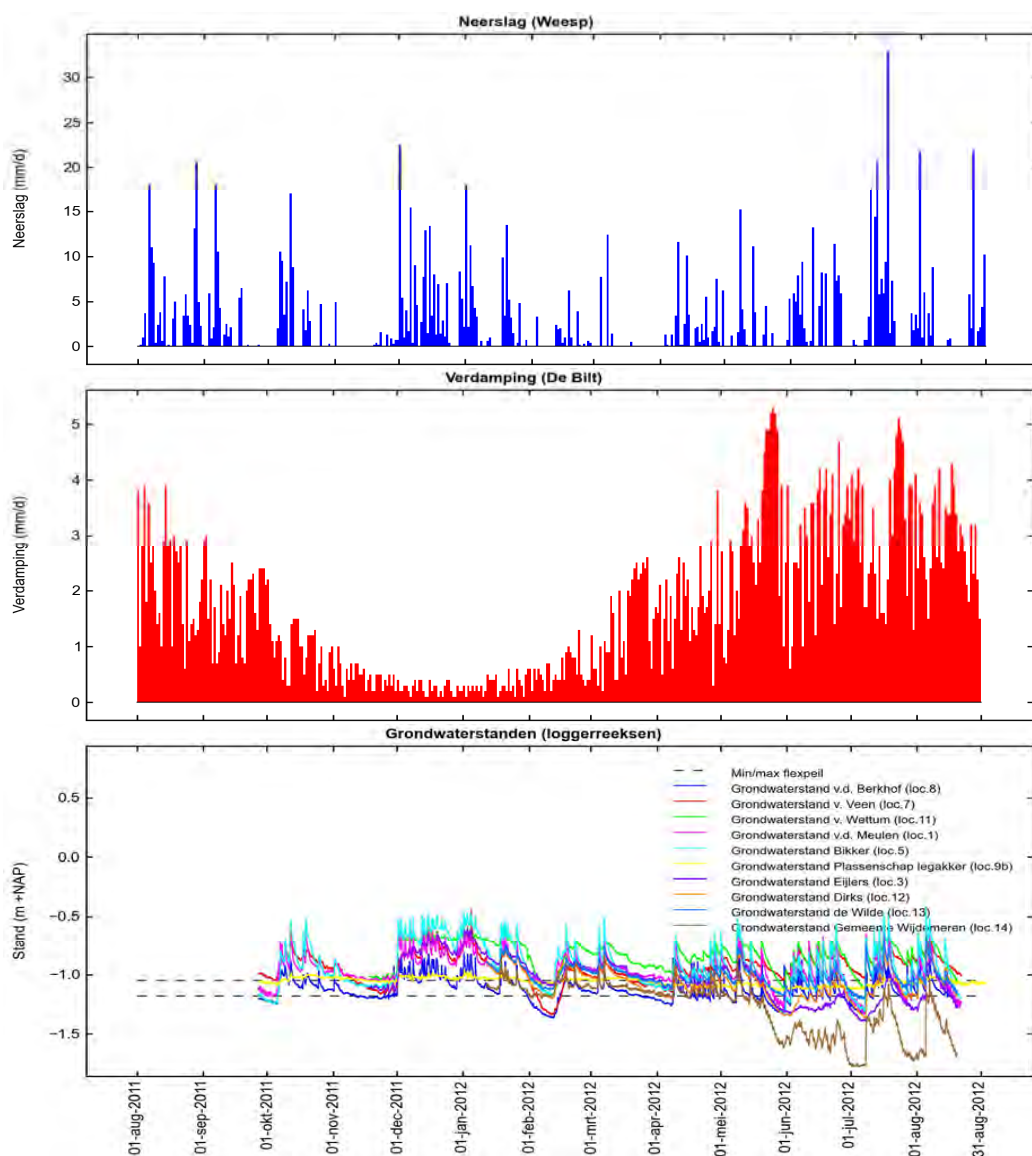 Neerslag (Weesp)
Neerslag (mm/d)
30
25
20
15
10
5
0
Verdamping (De Bilt)
Verdamping (mm/d)
5
4
3
2
1
0
Grondwaterstanden (loggerreeksen)
Stand (m +NAP)
0.5
0.0
−0.5
−1.0
−1.5
Min/max flexpeil
Grondwaterstand v.d. Berkhof (loc.8)
Grondwaterstand v. Veen (loc.7)
Grondwaterstand v. Wettum (loc.11)
Grondwaterstand v.d. Meulen (loc.1)
Grondwaterstand Bikker (loc.5)
Grondwaterstand Plassenschap legakker (loc.9b)
Grondwaterstand Eijlers (loc.3)
Grondwaterstand Dirks (loc.12)
Grondwaterstand de Wilde (loc.13)
Grondwaterstand Gemeente Wijdemeren (loc.14)
01-aug-2011
01-sep-2011
01-okt-2011
01-nov-2011
01-dec-2011
01-jan-2012
01-feb-2012
01-mrt-2012
01-apr-2012
01-mei-2012
01-jun-2012
01-jul-2012
01-aug-2012
31-aug-2012